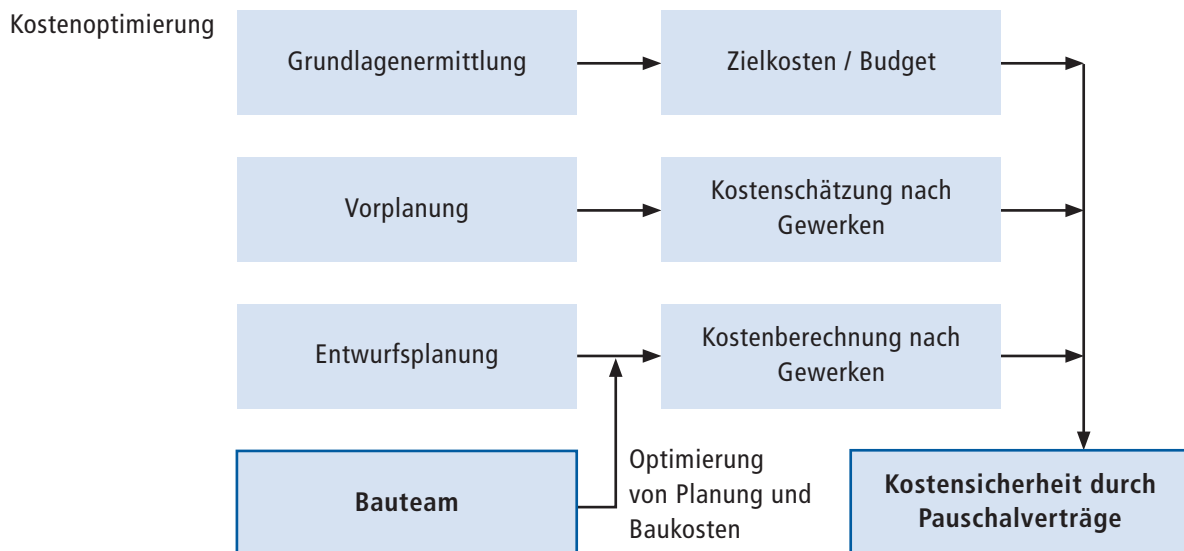 Kostenoptimierung
Grundlagenermittlung
Zielkosten / Budget
Vorplanung
Kostenschätzung nach
Gewerken
Entwurfsplanung
Kostenberechnung nach
Gewerken
Bauteam
Optimierung
von Planung und
Baukosten
Kostensicherheit durch
Pauschalverträge